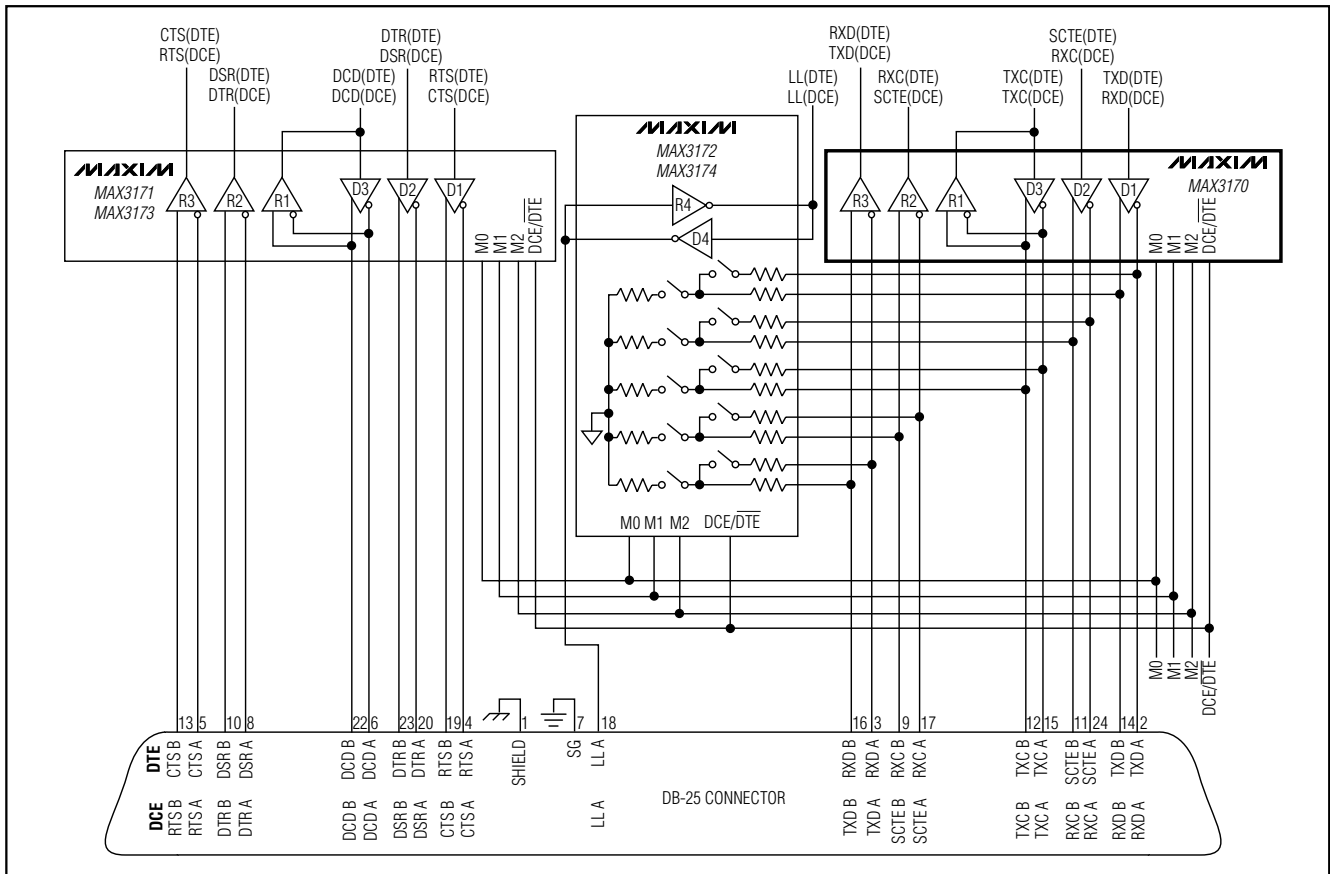 CTS(DTE)
RTS(DCE)
DSR(DTE)
DTR(DCE)
DCD(DTE)
DCD(DCE)
DTR(DTE)
DSR(DCE)
RTS(DTE)
CTS(DCE)
LL(DTE)
LL(DCE)
RXD(DTE)
TXD(DCE)
RXC(DTE)
SCTE(DCE)
TXC(DTE)
TXC(DCE)
SCTE(DTE)
RXC(DCE)
TXD(DTE)
RXD(DCE)
MAXIM
MAX3171
MAX3173
R3
R2
R1
D3
D2
D1
M0
M1
M2
DCE/DTE
MAXIM
MAX3172
MAX3174
R4
D4
M0 M1 M2 DCE/DTE
MAXIM
MAX3170
R3
R2
R1
D3
D2
D1
M0
M1
M2
DCE/DTE
M0
M1
M2
DCE/DTE
13 5 10 8 22 6 23 20 19 4 1 7 18 16 3 9 17 12 15 11 24 14 2
DTE
CTS B
CTS A
DSR B
DSR A
DCD B
DCD A
DTR B
DTR A
RTS B
RTS A
SHIELD
SG
LL A
RXD B
RXD A
RXC B
RXC A
TXC B
TXC A
SCTE B
SCTE A
TXD B
TXD A
DB-25 CONNECTOR
DCE
RTS B
RTS A
DTR B
DTR A
DCD B
DCD A
DSR B
DSR A
CTS B
CTS A
LL A
TXD B
TXD A
SCTE B
SCTE A
TXC B
TXC A
RXC B
RXC A
RXD B
RXD A